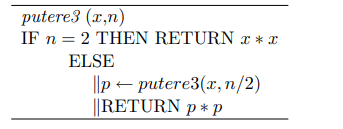 putere3 (x,n)
IF n = 2 THEN RETURN x ∗ x
ELSE
||p ← putere3(x, n/2)
||RETURN p ∗ p